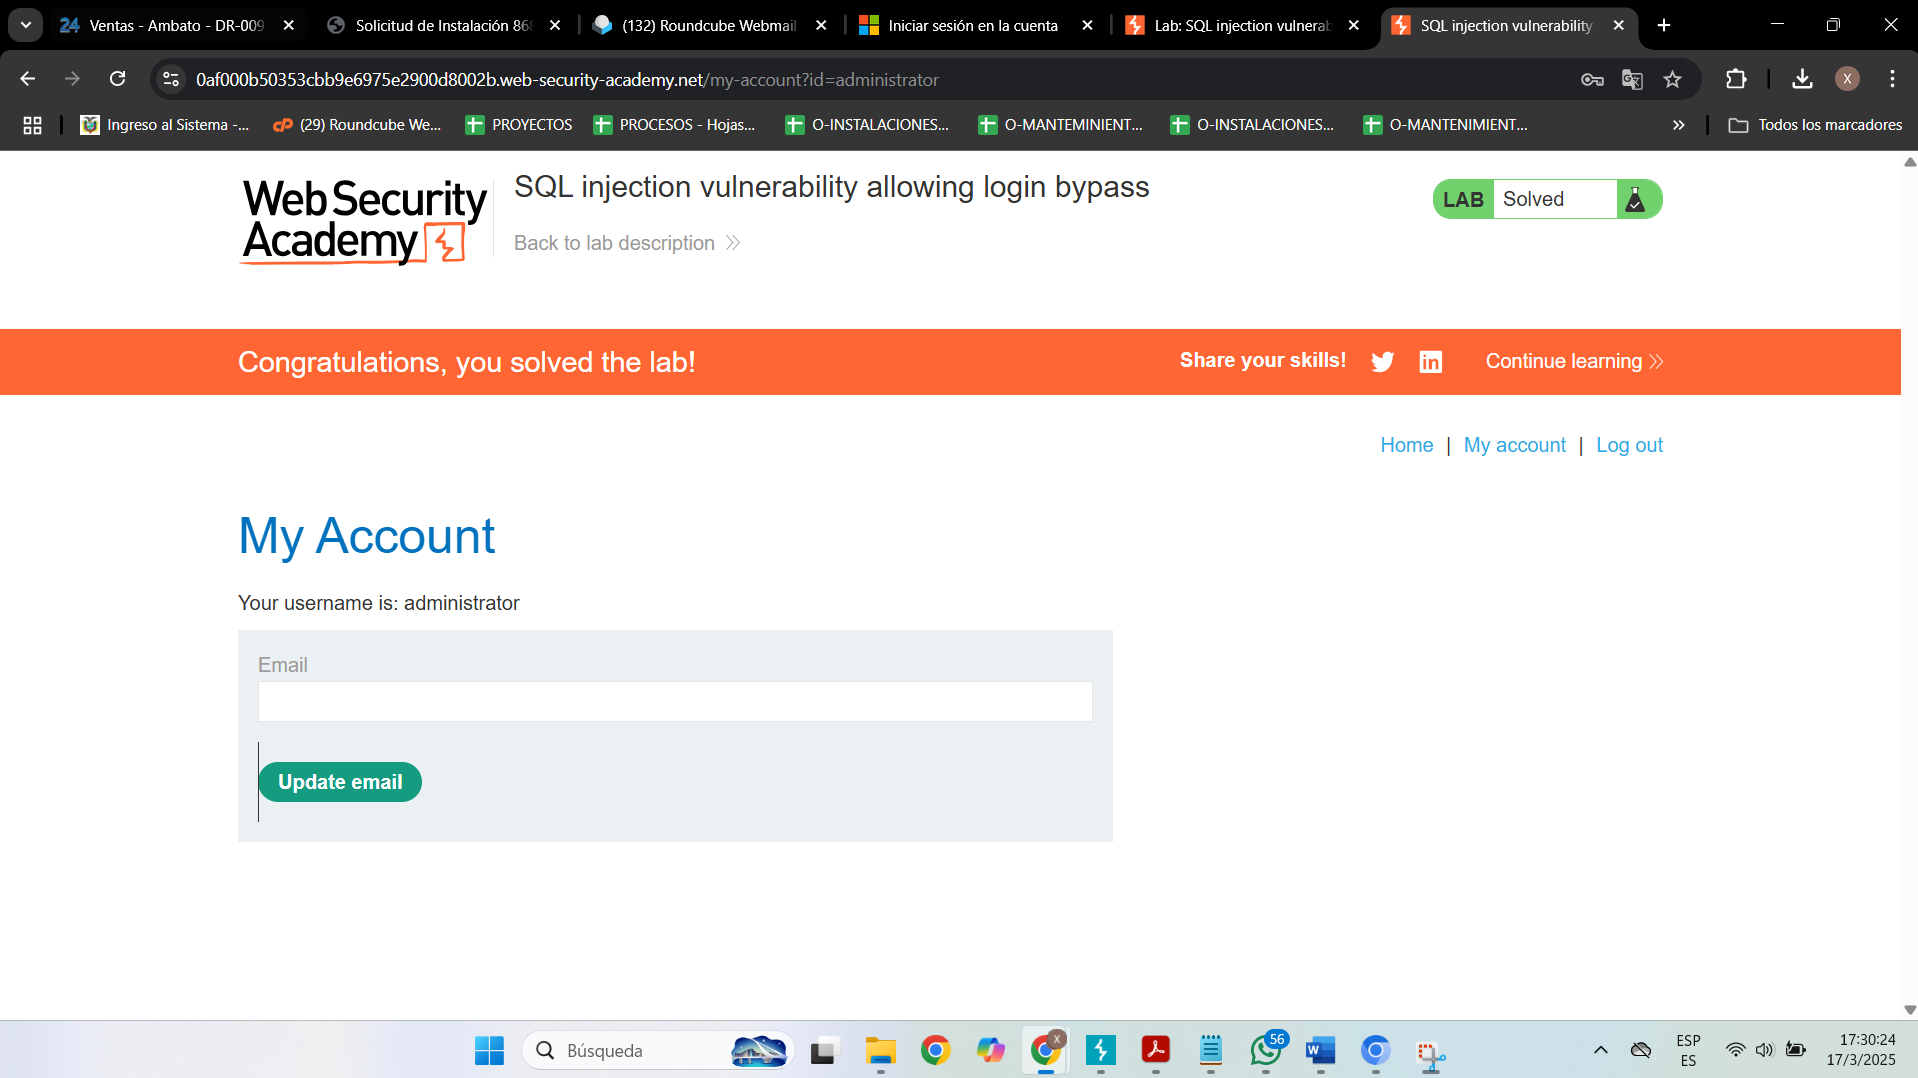 24 Ventas - Ambato - DR-009
Solicitud de Instalación 868
(132) Roundcube Webmail
Iniciar sesión en la cuenta
Lab: SQL injection vulnerab
SQL injection vulnerability
0af000b50353cbb9e6975e2900d8002b.web-security-academy.net/my-account?id=administrator
X
Ingreso al Sistema -...
cP (29) Roundcube We...
PROYECTOS
PROCESOS - Hojas...
O-INSTALACIONES...
O-MANTEMINIENT...
O-INSTALACIONES...
O-MANTENIMIENT...
Todos los marcadores
Web Security
Academy
SQL injection vulnerability allowing login bypass
Back to lab description
LAB Solved
Congratulations, you solved the lab!
Share your skills!
in
Continue learning
Home | My account | Log out
My Account
Your username is: administrator
Email
Update email
Búsqueda
X
56
W
ESP
ES
17:30:24
17/3/2025